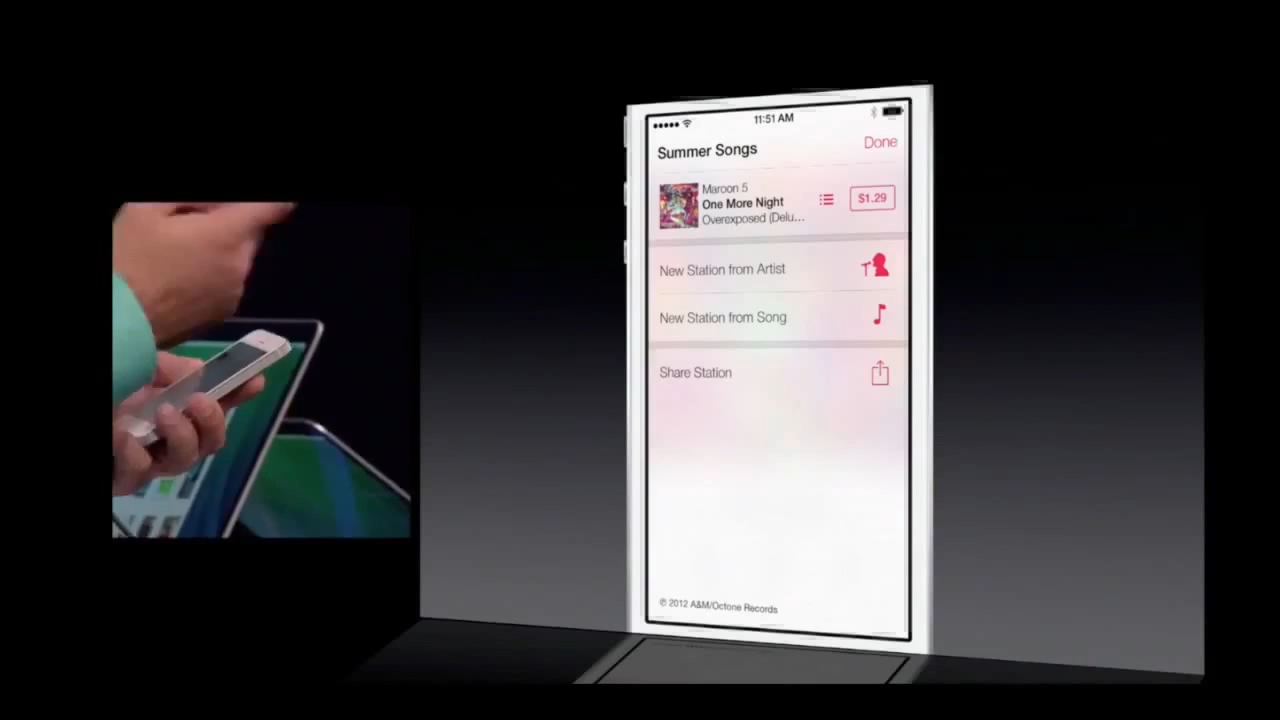 11:51 AM
Summer Songs
Done
Maroon 5
One More Night
Overexposed (Delu...
$1.29
New Station from Artist
New Station from Song
Share Station
℗ 2012 A&M/Octone Records